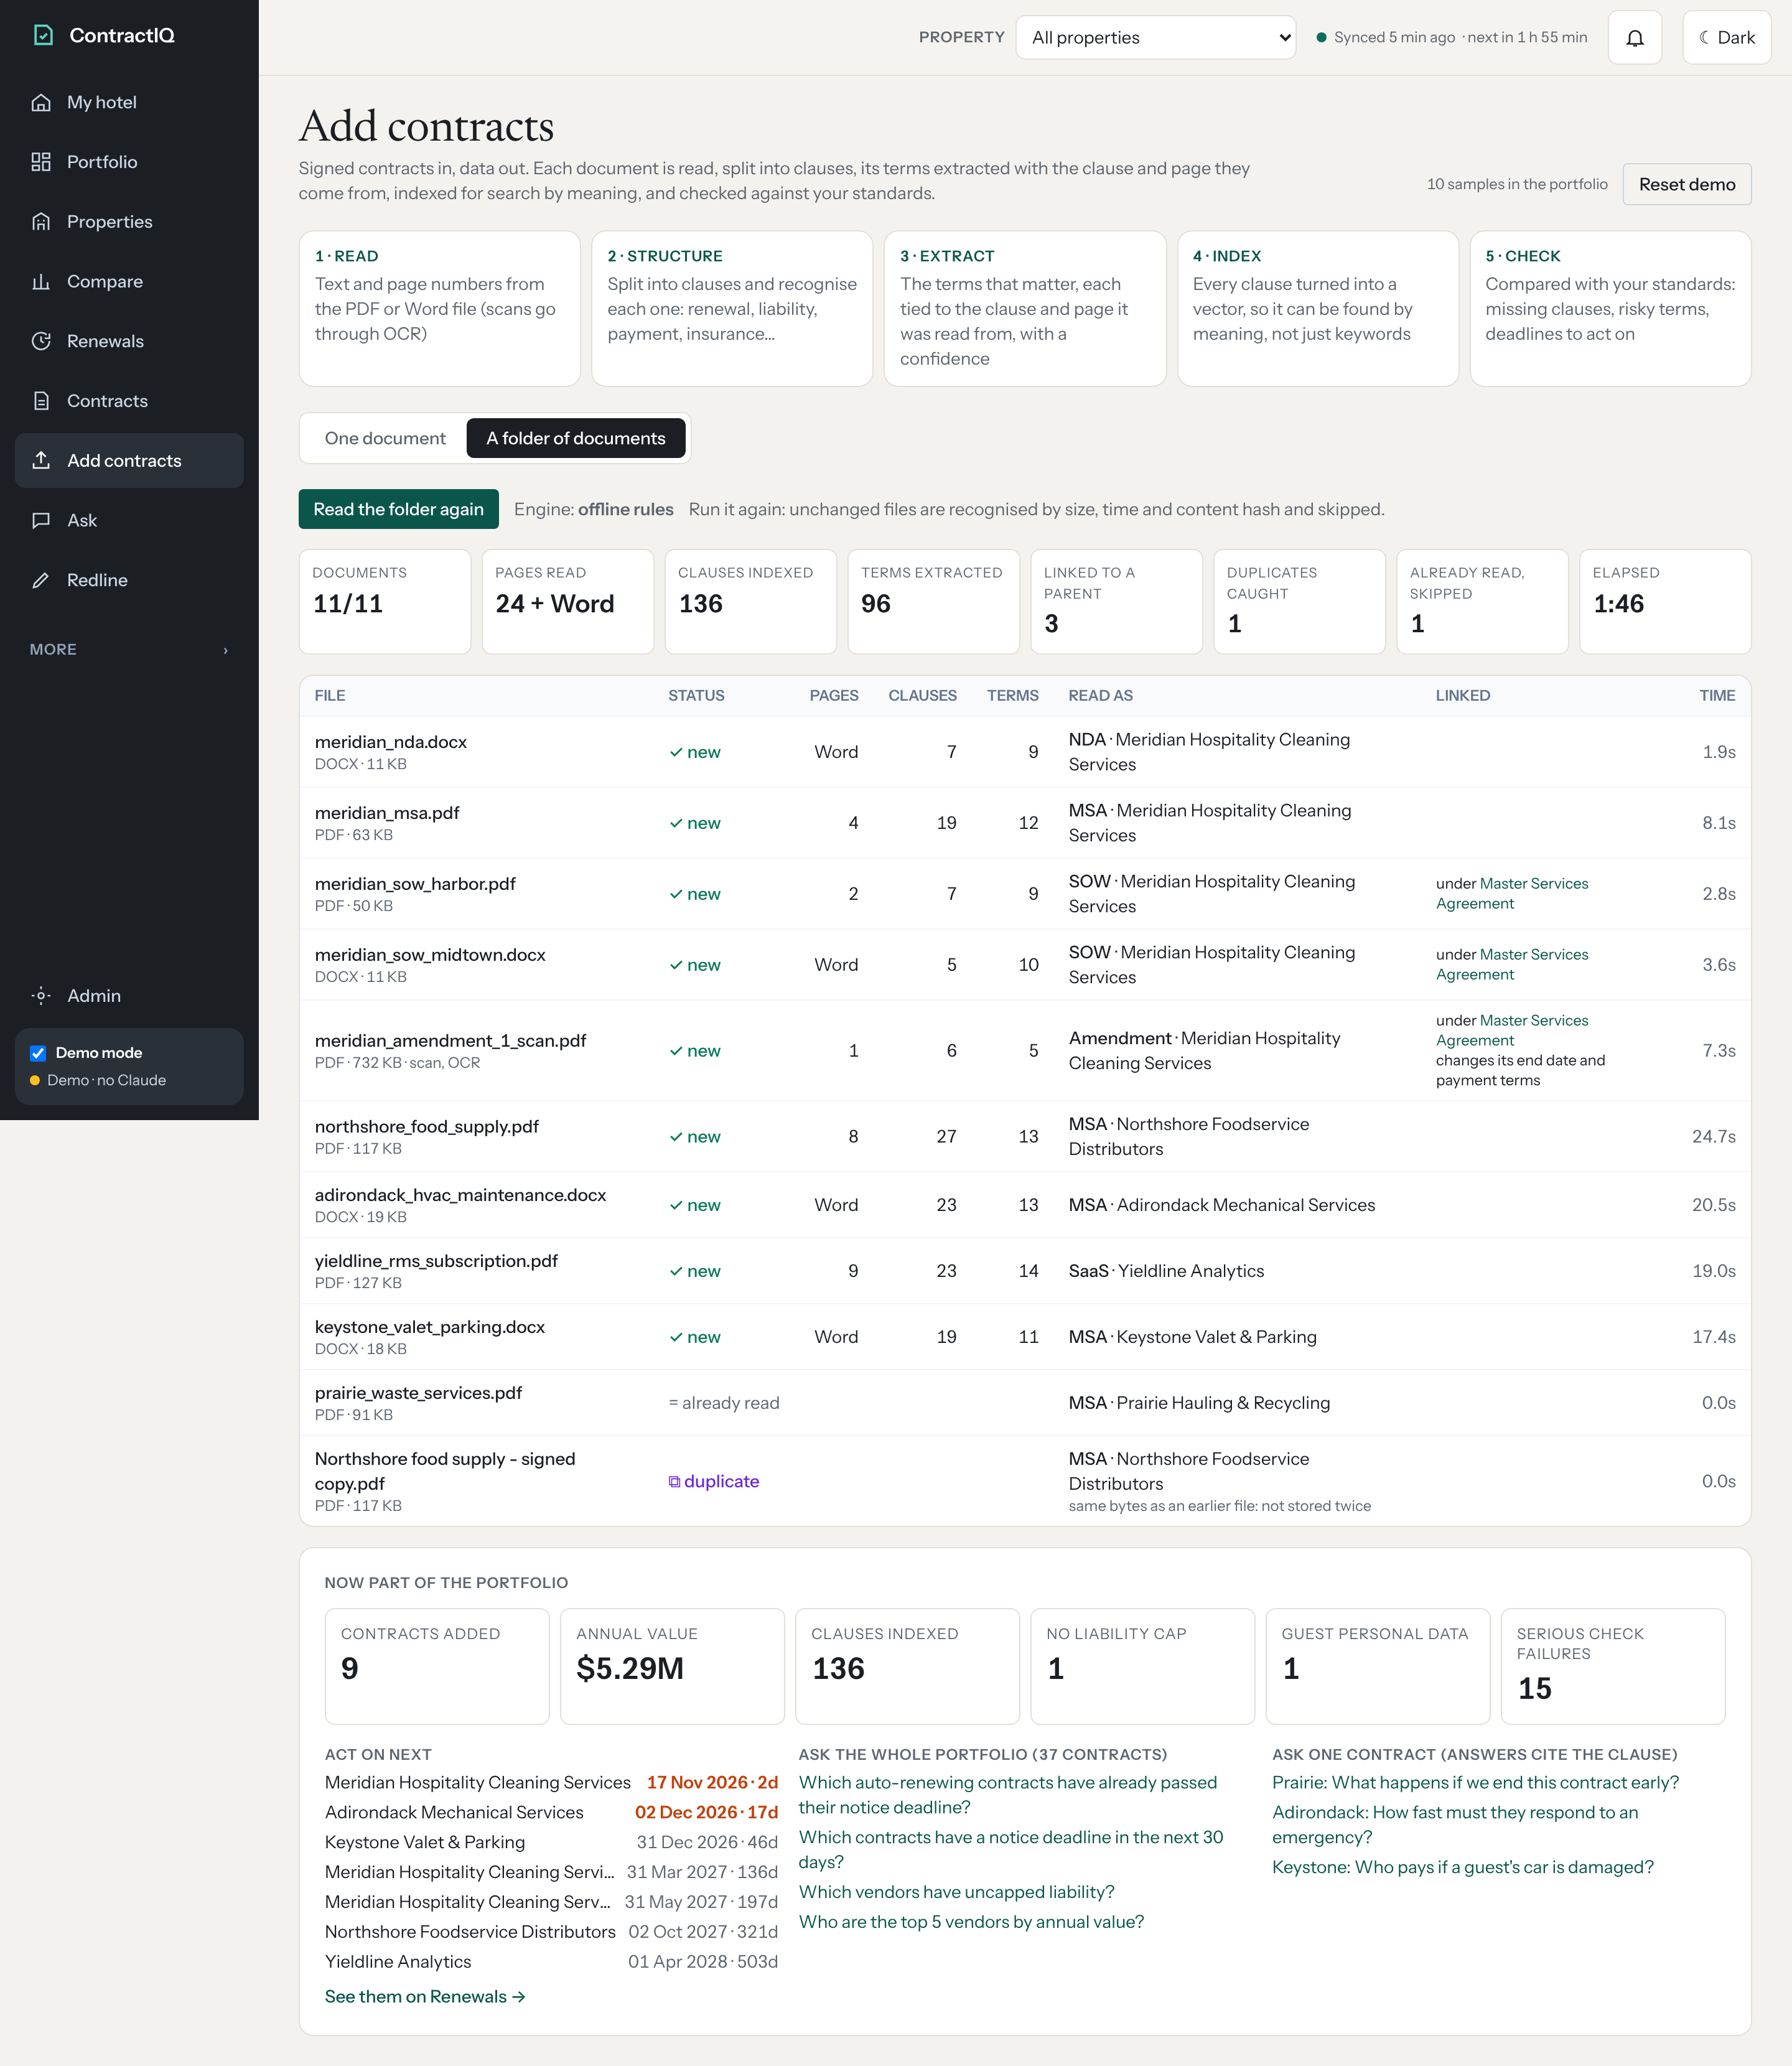 ContractIQ
My hotel
Portfolio
Properties
Compare
Renewals
Contracts
Add contracts
Ask
Redline
MORE ›
Admin
Demo mode
Demo · no Claude
PROPERTY All properties Synced 5 min ago · next in 1 h 55 min ☾ Dark
Add contracts
Signed contracts in, data out. Each document is read, split into clauses, its terms extracted with the clause and page they
come from, indexed for search by meaning, and checked against your standards.
10 samples in the portfolio Reset demo
1 · READ
Text and page numbers from
the PDF or Word file (scans go
through OCR)
2 · STRUCTURE
Split into clauses and recognise
each one: renewal, liability,
payment, insurance...
3 · EXTRACT
The terms that matter, each
tied to the clause and page it
was read from, with a
confidence
4 · INDEX
Every clause turned into a
vector, so it can be found by
meaning, not just keywords
5 · CHECK
Compared with your standards:
missing clauses, risky terms,
deadlines to act on
One document A folder of documents
Read the folder again Engine: offline rules Run it again: unchanged files are recognised by size, time and content hash and skipped.
DOCUMENTS
11/11
PAGES READ
24 + Word
CLAUSES INDEXED
136
TERMS EXTRACTED
96
LINKED TO A
PARENT
3
DUPLICATES
CAUGHT
1
ALREADY READ,
SKIPPED
1
ELAPSED
1:46
FILE STATUS PAGES CLAUSES TERMS READ AS LINKED TIME
meridian_nda.docx
DOCX · 11 KB
✓ new Word 7 9
NDA · Meridian Hospitality Cleaning
Services
1.9s
meridian_msa.pdf
PDF · 63 KB
✓ new 4 19 12
MSA · Meridian Hospitality Cleaning
Services
8.1s
meridian_sow_harbor.pdf
PDF · 50 KB
✓ new 2 7 9
SOW · Meridian Hospitality Cleaning
Services
under Master Services
Agreement
2.8s
meridian_sow_midtown.docx
DOCX · 11 KB
✓ new Word 5 10
SOW · Meridian Hospitality Cleaning
Services
under Master Services
Agreement
3.6s
meridian_amendment_1_scan.pdf
PDF · 732 KB · scan, OCR
✓ new 1 6 5
Amendment · Meridian Hospitality
Cleaning Services
under Master Services
Agreement
changes its end date and
payment terms
7.3s
northshore_food_supply.pdf
PDF · 117 KB
✓ new 8 27 13
MSA · Northshore Foodservice
Distributors
24.7s
adirondack_hvac_maintenance.docx
DOCX · 19 KB
✓ new Word 23 13
MSA · Adirondack Mechanical Services
20.5s
yieldline_rms_subscription.pdf
PDF · 127 KB
✓ new 9 23 14
SaaS · Yieldline Analytics
19.0s
keystone_valet_parking.docx
DOCX · 18 KB
✓ new Word 19 11
MSA · Keystone Valet & Parking
17.4s
prairie_waste_services.pdf
PDF · 91 KB
= already read
MSA · Prairie Hauling & Recycling
0.0s
Northshore food supply - signed
copy.pdf
PDF · 117 KB
⧉ duplicate
MSA · Northshore Foodservice
Distributors
same bytes as an earlier file: not stored twice
0.0s
NOW PART OF THE PORTFOLIO
CONTRACTS ADDED
9
ANNUAL VALUE
$5.29M
CLAUSES INDEXED
136
NO LIABILITY CAP
1
GUEST PERSONAL DATA
1
SERIOUS CHECK
FAILURES
15
ACT ON NEXT
Meridian Hospitality Cleaning Services 17 Nov 2026 · 2d
Adirondack Mechanical Services 02 Dec 2026 · 17d
Keystone Valet & Parking 31 Dec 2026 · 46d
Meridian Hospitality Cleaning Servi... 31 Mar 2027 · 136d
Meridian Hospitality Cleaning Serv... 31 May 2027 · 197d
Northshore Foodservice Distributors 02 Oct 2027 · 321d
Yieldline Analytics 01 Apr 2028 · 503d
See them on Renewals →
ASK THE WHOLE PORTFOLIO (37 CONTRACTS)
Which auto-renewing contracts have already passed
their notice deadline?
Which contracts have a notice deadline in the next 30
days?
Which vendors have uncapped liability?
Who are the top 5 vendors by annual value?
ASK ONE CONTRACT (ANSWERS CITE THE CLAUSE)
Prairie: What happens if we end this contract early?
Adirondack: How fast must they respond to an
emergency?
Keystone: Who pays if a guest's car is damaged?